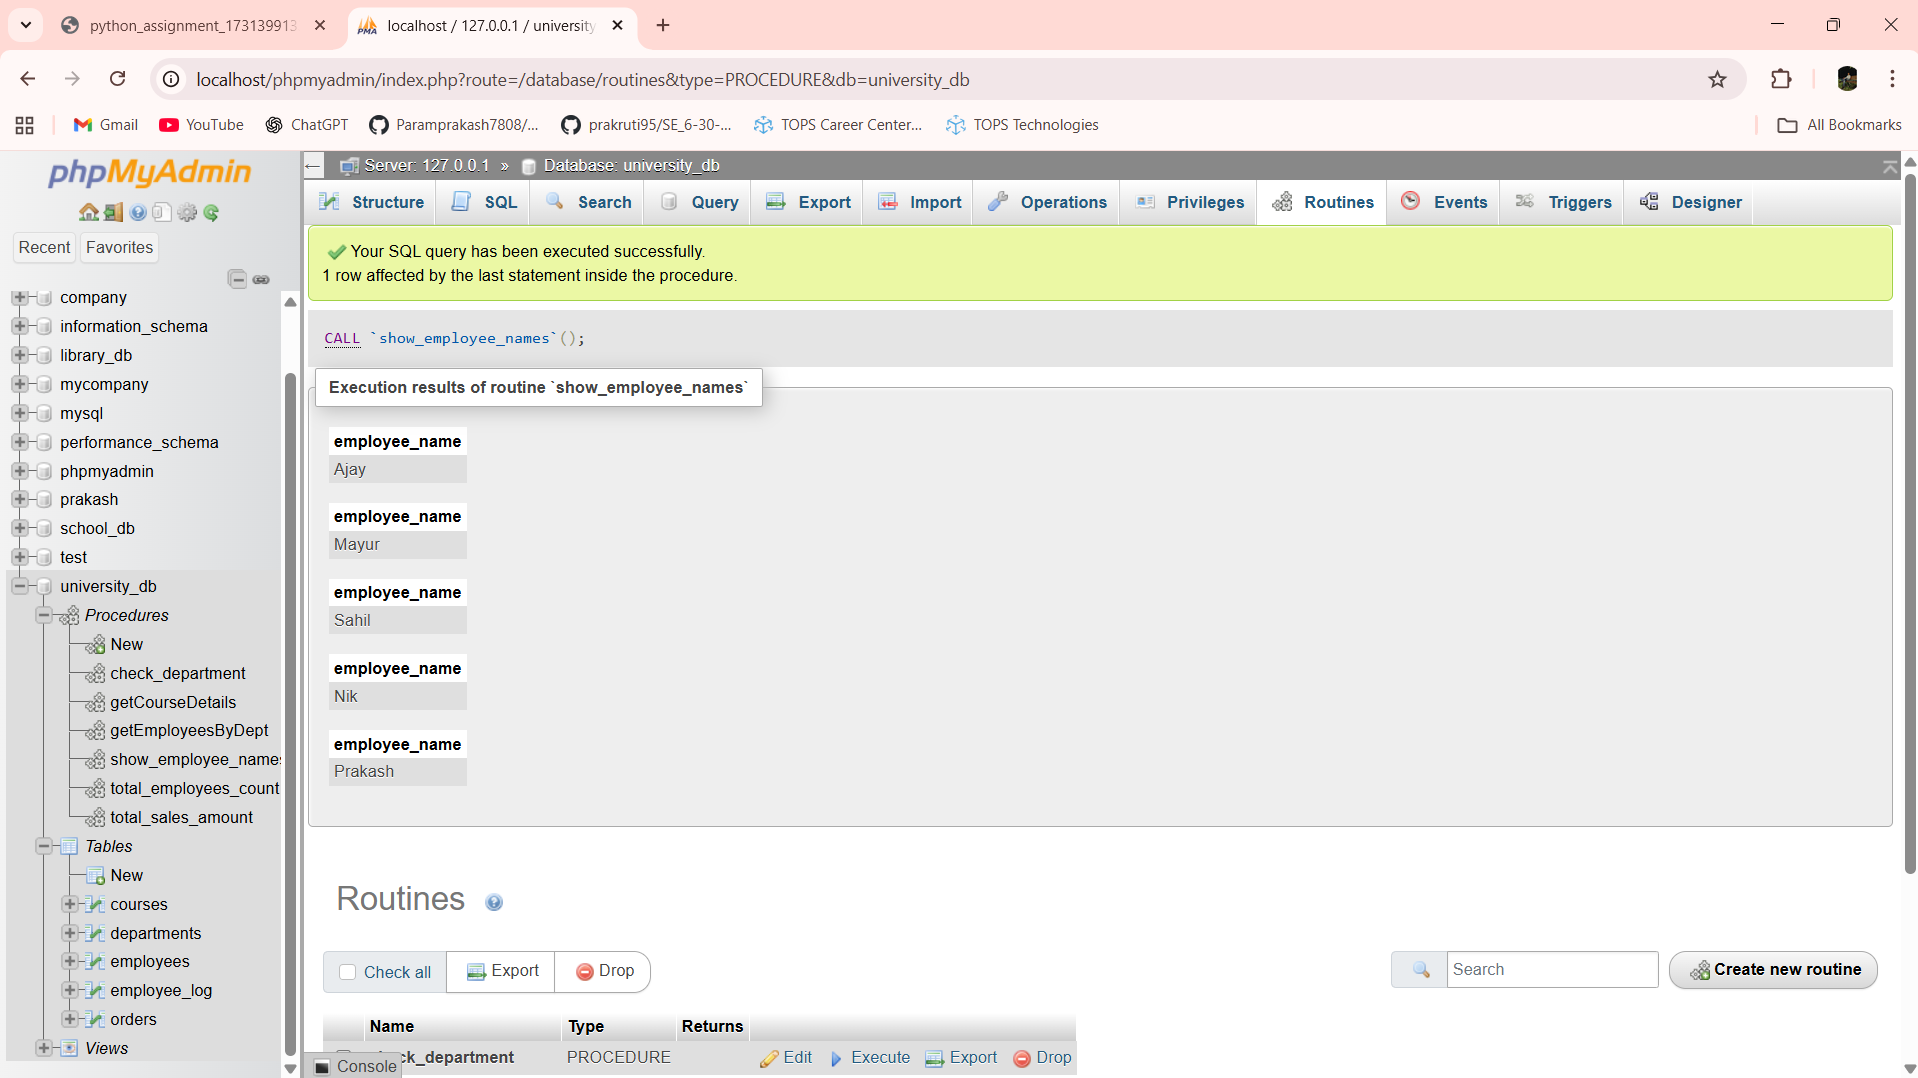 python_assignment_173139913
localhost / 127.0.0.1 / university
localhost/phpmyadmin/index.php?route=/database/routines&type=PROCEDURE&db=university_db
Gmail
YouTube
ChatGPT
Paramprakash7808/...
prakruti95/SE_6-30-...
TOPS Career Center...
TOPS Technologies
All Bookmarks
phpMyAdmin
Recent
Favorites
company
information_schema
library_db
mycompany
mysql
performance_schema
phpmyadmin
prakash
school_db
test
university_db
Procedures
New
check_department
getCourseDetails
getEmployeesByDept
show_employee_names
total_employees_count
total_sales_amount
Tables
New
courses
departments
employees
employee_log
orders
Views
Server: 127.0.0.1 » Database: university_db
Structure
SQL
Search
Query
Export
Import
Operations
Privileges
Routines
Events
Triggers
Designer
Your SQL query has been executed successfully.
1 row affected by the last statement inside the procedure.
CALL `show_employee_names`();
Execution results of routine `show_employee_names`
employee_name
Ajay
employee_name
Mayur
employee_name
Sahil
employee_name
Nik
employee_name
Prakash
Routines
Check all
Export
Drop
Search
Create new routine
Name Type Returns
ck_department PROCEDURE Edit Execute Export Drop
Console